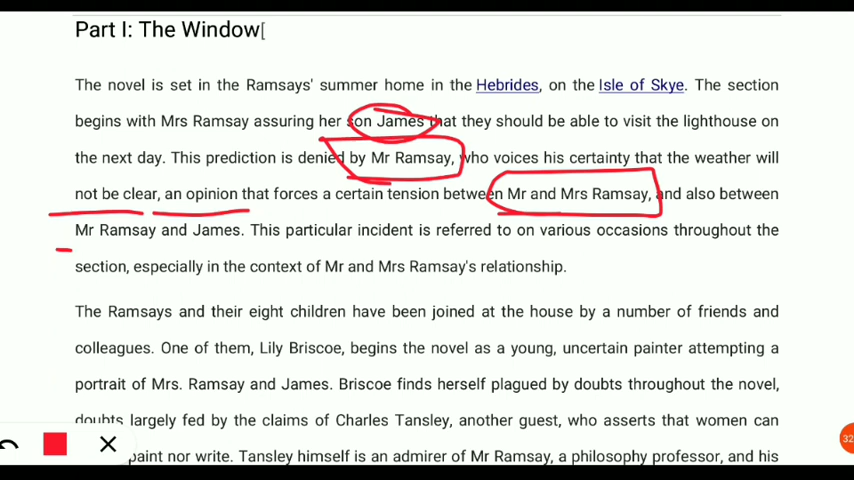 Part I: The Window[
The novel is set in the Ramsays' summer home in the Hebrides, on the Isle of Skye. The section
begins with Mrs Ramsay assuring her son James that they should be able to visit the lighthouse on
the next day. This prediction is denied by Mr Ramsay, who voices his certainty that the weather will
not be clear, an opinion that forces a certain tension between Mr and Mrs Ramsay, and also between
Mr Ramsay and James. This particular incident is referred to on various occasions throughout the
section, especially in the context of Mr and Mrs Ramsay's relationship.
The Ramsays and their eight children have been joined at the house by a number of friends and
colleagues. One of them, Lily Briscoe, begins the novel as a young, uncertain painter attempting a
portrait of Mrs. Ramsay and James. Briscoe finds herself plagued by doubts throughout the novel,
doubts largely fed by the claims of Charles Tansley, another guest, who asserts that women can
paint nor write. Tansley himself is an admirer of Mr Ramsay, a philosophy professor, and his
32